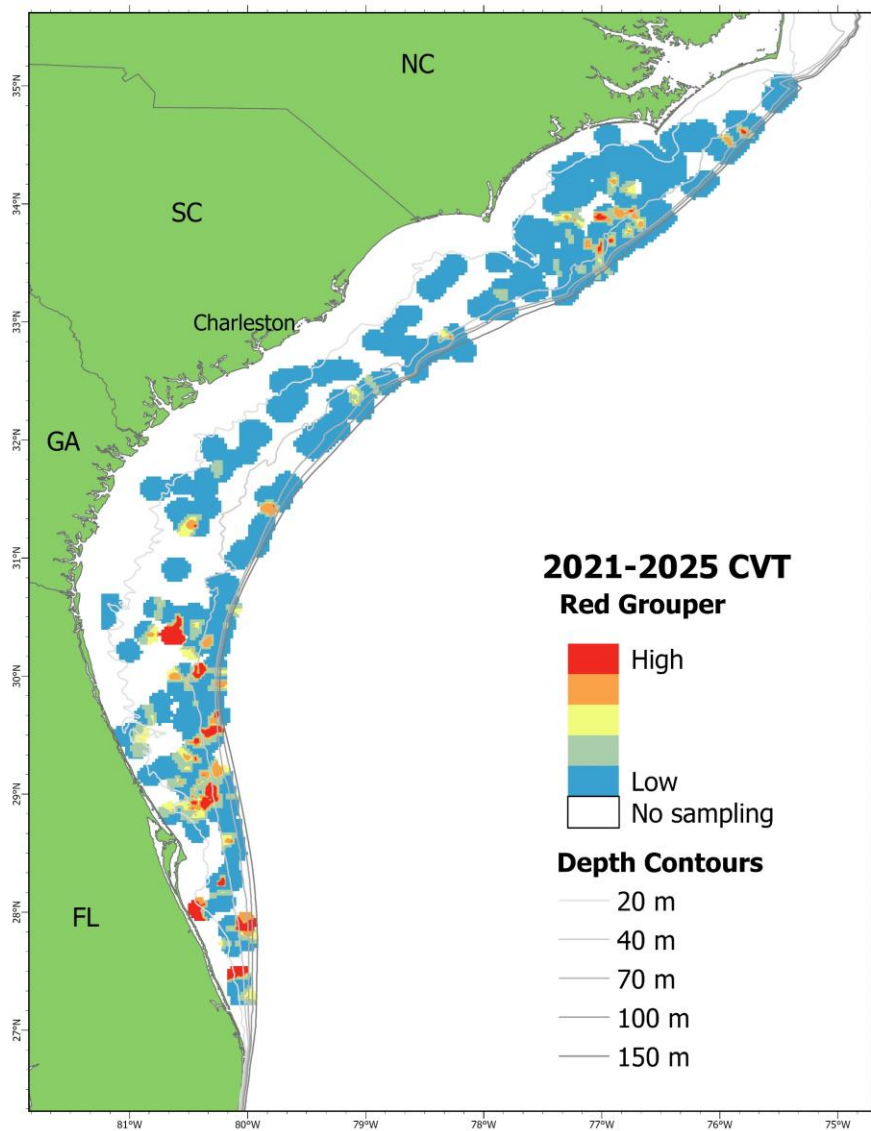 NC
SC
Charleston
GA
FL
2021-2025 CVT
Red Grouper
High
Low
No sampling
Depth Contours
20 m
40 m
70 m
100 m
150 m
35°N
34°N
33°N
32°N
31°N
30°N
29°N
28°N
27°N
81°W
80°W
79°W
78°W
77°W
76°W
75°W